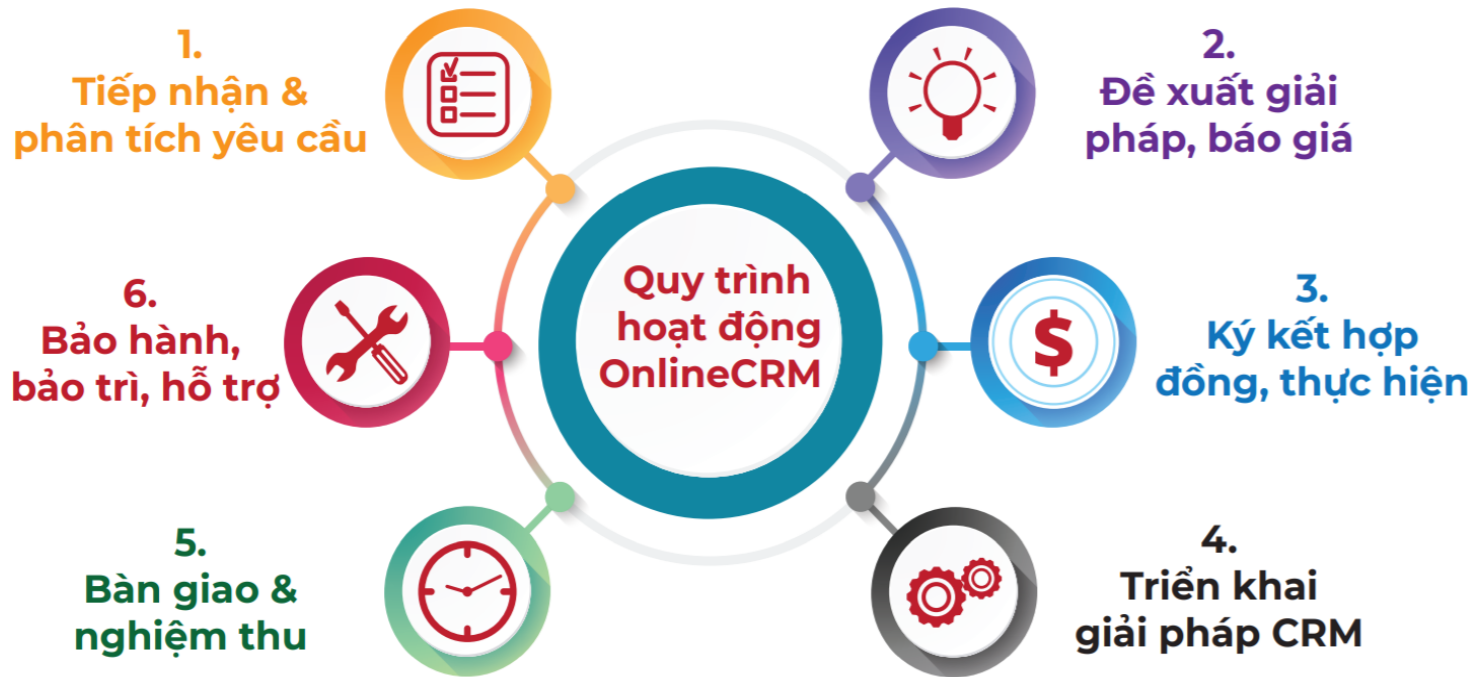 1.
Tiếp nhận &
phân tích yêu cầu
2.
Đề xuất giải
pháp, báo giá
Quy trình
hoạt động
OnlineCRM
3.
Ký kết hợp
đồng, thực hiện
$
4.
Triển khai
giải pháp CRM
5.
Bàn giao &
nghiệm thu
6.
Bảo hành,
bảo trì, hỗ trợ